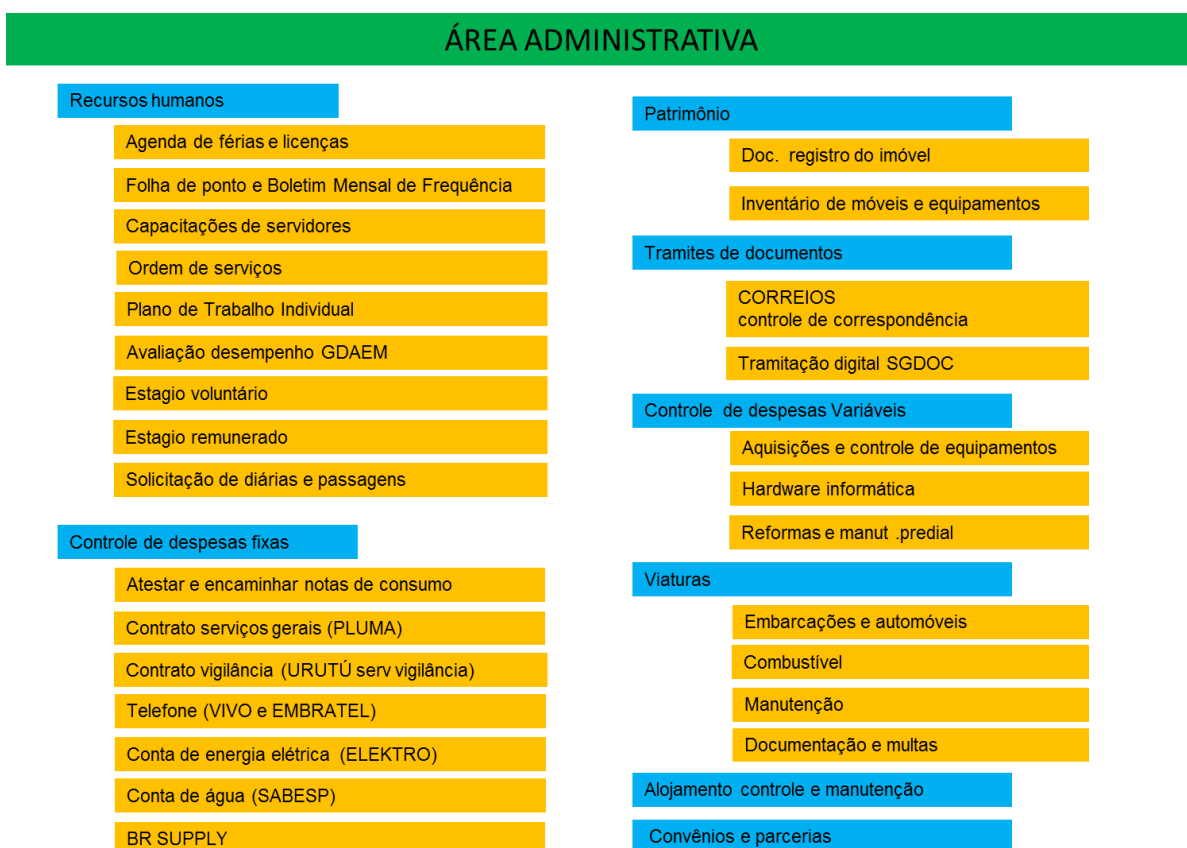 ÁREA ADMINISTRATIVA
Recursos humanos
Agenda de férias e licenças
Folha de ponto e Boletim Mensal de Frequência
Capacitações de servidores
Ordem de serviços
Plano de Trabalho Individual
Avaliação desempenho GDAEM
Estagio voluntário
Estagio remunerado
Solicitação de diárias e passagens
Controle de despesas fixas
Atestar e encaminhar notas de consumo
Contrato serviços gerais (PLUMA)
Contrato vigilância (URUTÚ serv vigilância)
Telefone (VIVO e EMBRATEL)
Conta de energia elétrica (ELEKTRO)
Conta de água (SABESP)
BR SUPPLY
Patrimônio
Doc. registro do imóvel
Inventário de móveis e equipamentos
Tramites de documentos
CORREIOS
controle de correspondência
Tramitação digital SGDOC
Controle de despesas Variáveis
Aquisições e controle de equipamentos
Hardware informática
Reformas e manut .predial
Viaturas
Embarcações e automóveis
Combustível
Manutenção
Documentação e multas
Alojamento controle e manutenção
Convênios e parcerias